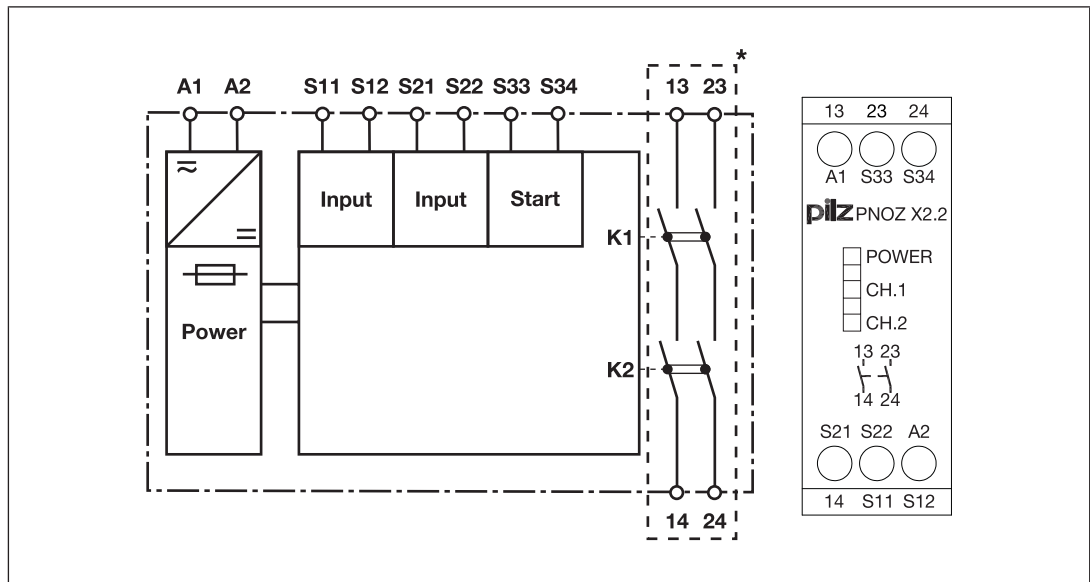 *
A1 A2 S11 S12 S21 S22 S33 S34 13 23
Input Input Start
K1
Power
K2
14 24
13 23 24
A1 S33 S34
pilz PNOZ X2.2
POWER
CH.1
CH.2
13 23
14 24
S21 S22 A2
14 S11 S12